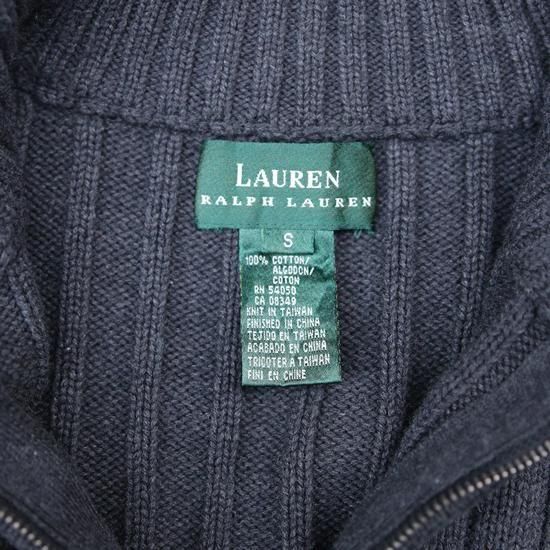 LAUREN
RALPH LAUREN
S
100% COTTON/
ALGODON/
COTON
RN 54050
CA 08349
KNIT IN TAIWAN
FINISHED IN CHINA
TEJIDO EN TAIWAN
ACABADO EN CHINA
TRICOTER A TAIWAN
FINI EN CHINE